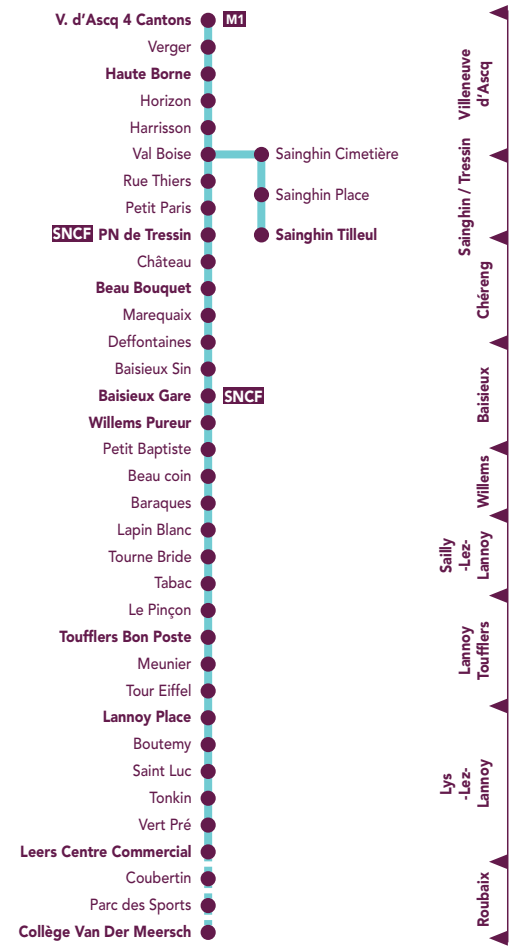 V. d'Ascq 4 Cantons M1
Verger
Haute Borne
Horizon
Harrisson
Val Boise
Sainghin Cimetière
Rue Thiers
Sainghin Place
Petit Paris
SNCF PN de Tressin
Sainghin Tilleul
Château
Beau Bouquet
Marequaix
Deffontaines
Baisieux Sin
Baisieux Gare SNCF
Willems Pureur
Petit Baptiste
Beau coin
Baraques
Lapin Blanc
Tourne Bride
Tabac
Le Pinçon
Toufflers Bon Poste
Meunier
Tour Eiffel
Lannoy Place
Boutemy
Saint Luc
Tonkin
Vert Pré
Leers Centre Commercial
Coubertin
Parc des Sports
Collège Van Der Meersch
Villeneuve
d'Ascq
Sainghin / Tressin
Chéreng
Baisieux
Willems
Sailly
-Lez-
Lannoy
Lannoy
Toufflers
Lys
-Lez-
Lannoy
Roubaix